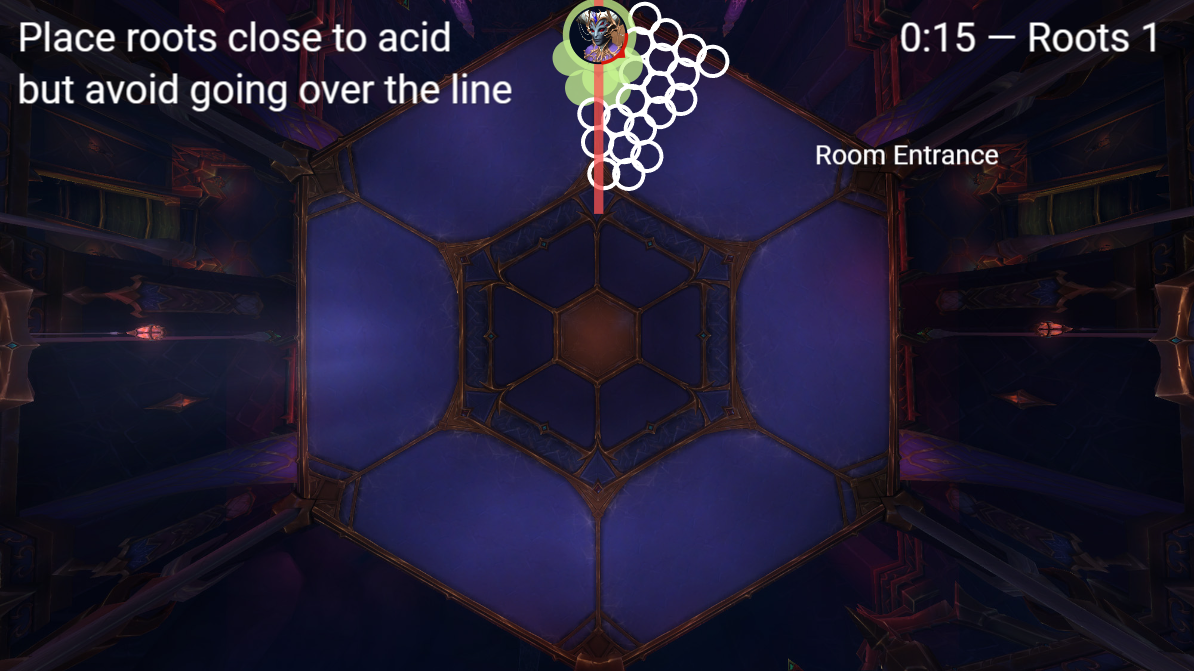 Place roots close to acid
but avoid going over the line
0:15 — Roots 1
Room Entrance